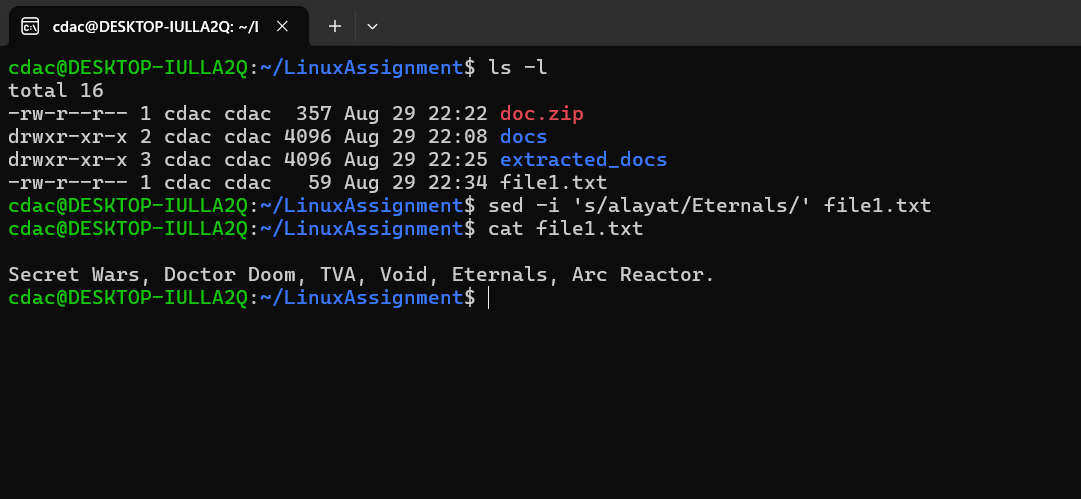 cdac@DESKTOP-IULLA2Q: ~/l
cdac@DESKTOP-IULLA2Q:~/LinuxAssignment$ ls -l
total 16
-rw-r--r-- 1 cdac cdac  357 Aug 29 22:22 doc.zip
drwxr-xr-x 2 cdac cdac 4096 Aug 29 22:08 docs
drwxr-xr-x 3 cdac cdac 4096 Aug 29 22:25 extracted_docs
-rw-r--r-- 1 cdac cdac   59 Aug 29 22:34 file1.txt
cdac@DESKTOP-IULLA2Q:~/LinuxAssignment$ sed -i 's/alayat/Eternals/' file1.txt
cdac@DESKTOP-IULLA2Q:~/LinuxAssignment$ cat file1.txt
Secret Wars, Doctor Doom, TVA, Void, Eternals, Arc Reactor.
cdac@DESKTOP-IULLA2Q:~/LinuxAssignment$